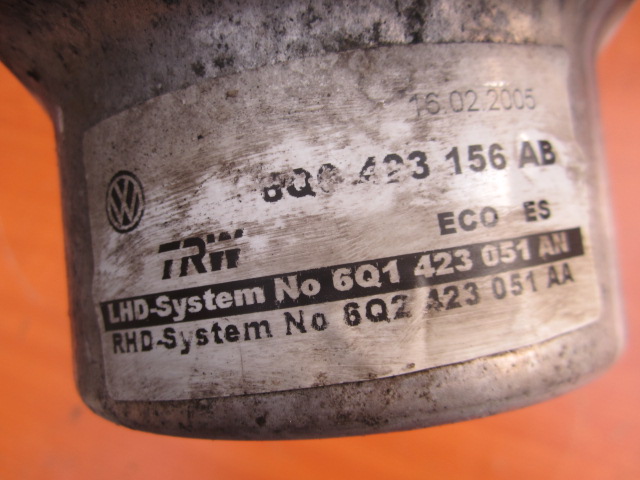 16.02.2005
6Q0 423 156 AB
ECO ES
TRW
LHD-System No 6Q1 423 051 AN
RHD-System No 6Q2 423 051 AA